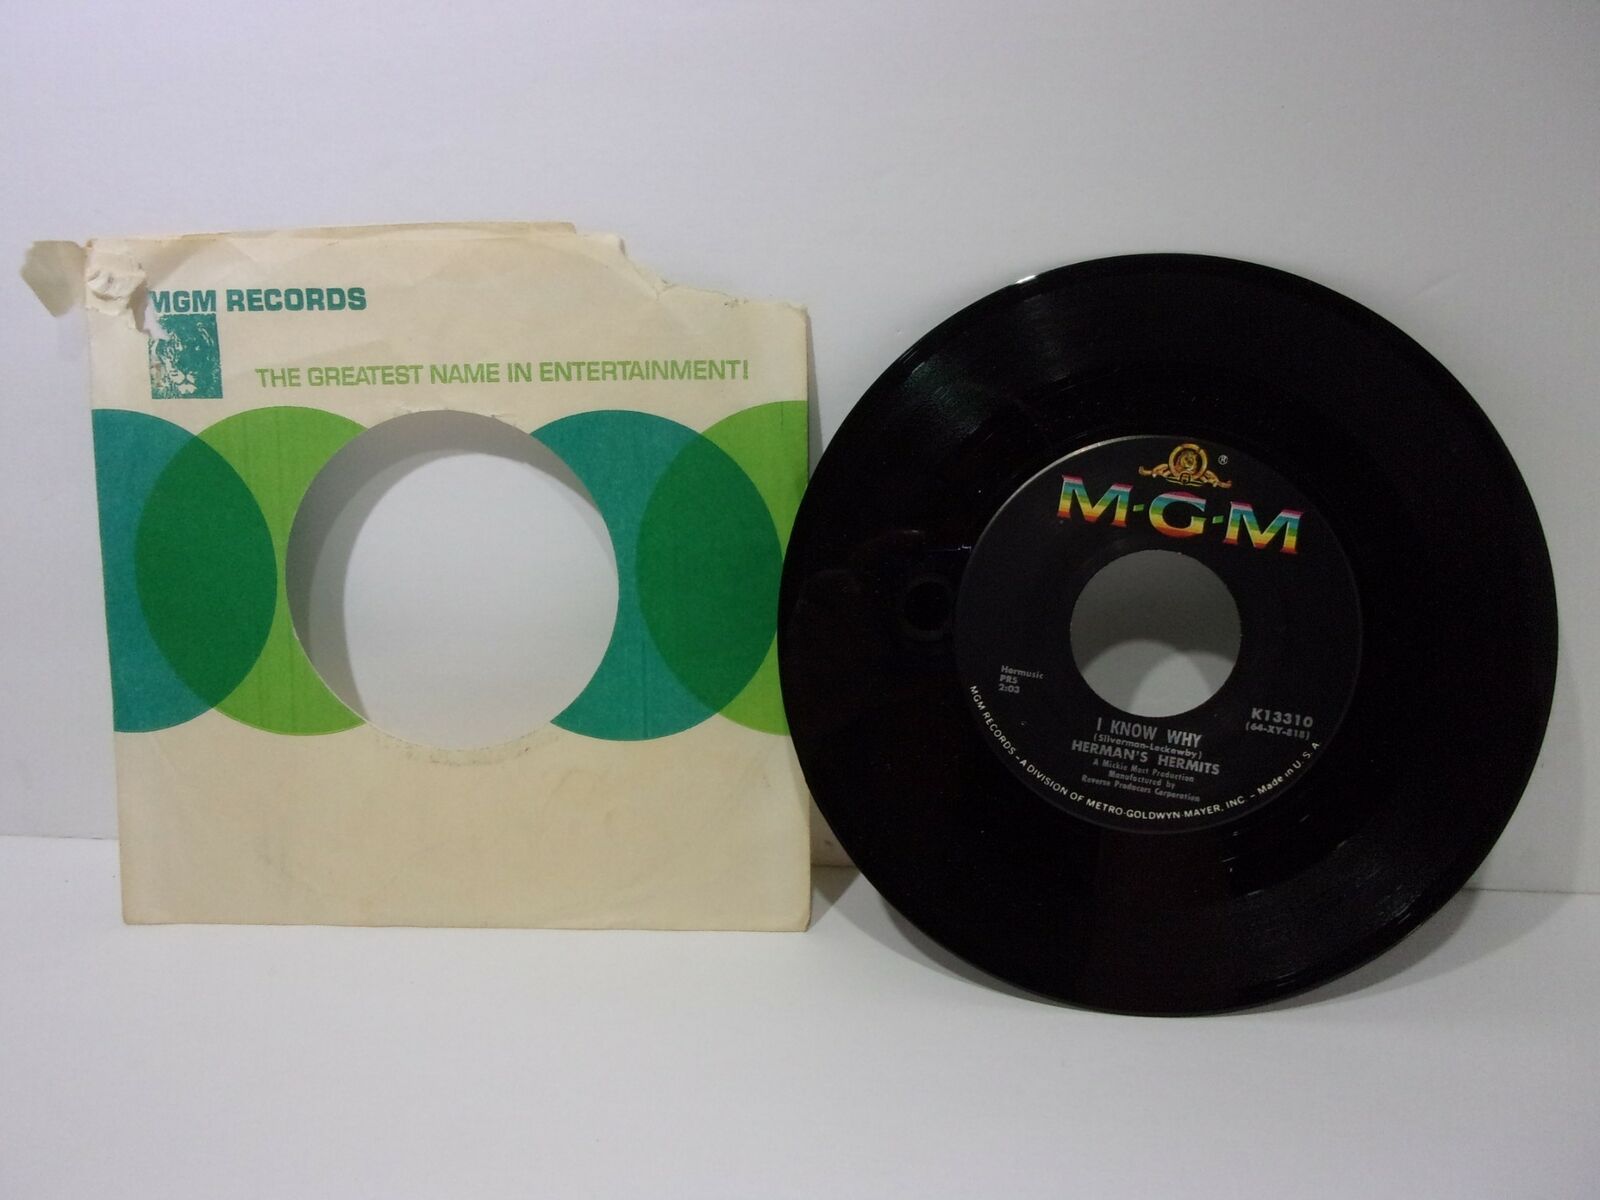 MGM RECORDS
THE GREATEST NAME IN ENTERTAINMENT!
®
M-G-M
Hermusic
PRS
2:03
K13310
(64-XY-818)
I KNOW WHY
(Silverman-Leckewby)
HERMAN'S HERMITS
A Mickie Most Production
Manufactured by
Reverse Producers Corporation
MGM RECORDS - A DIVISION OF METRO-GOLDWYN-MAYER, INC. - Made in U.S.A